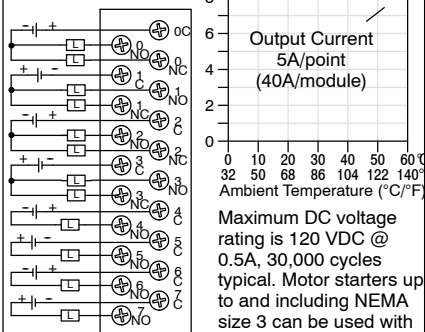 - +
0C
L
0
NO
L
0
NC
+ -
1
C
L
1
NO
L
1
NC
- +
2
C
L
2
NO
L
2
NC
+ -
3
C
L
3
NO
L
3
NC
- +
4
C
L
4
NO
+ -
5
C
L
5
NO
- +
6
C
L
6
NO
+ -
7
C
L
7
NO
6
4
2
0
Output Current
5A/point
(40A/module)
0 10 20 30 40 50 60°C
32 50 68 86 104 122 140°
Ambient Temperature (°C/°F)
Maximum DC voltage
rating is 120 VDC @
0.5A, 30,000 cycles
typical. Motor starters up
to and including NEMA
size 3 can be used with